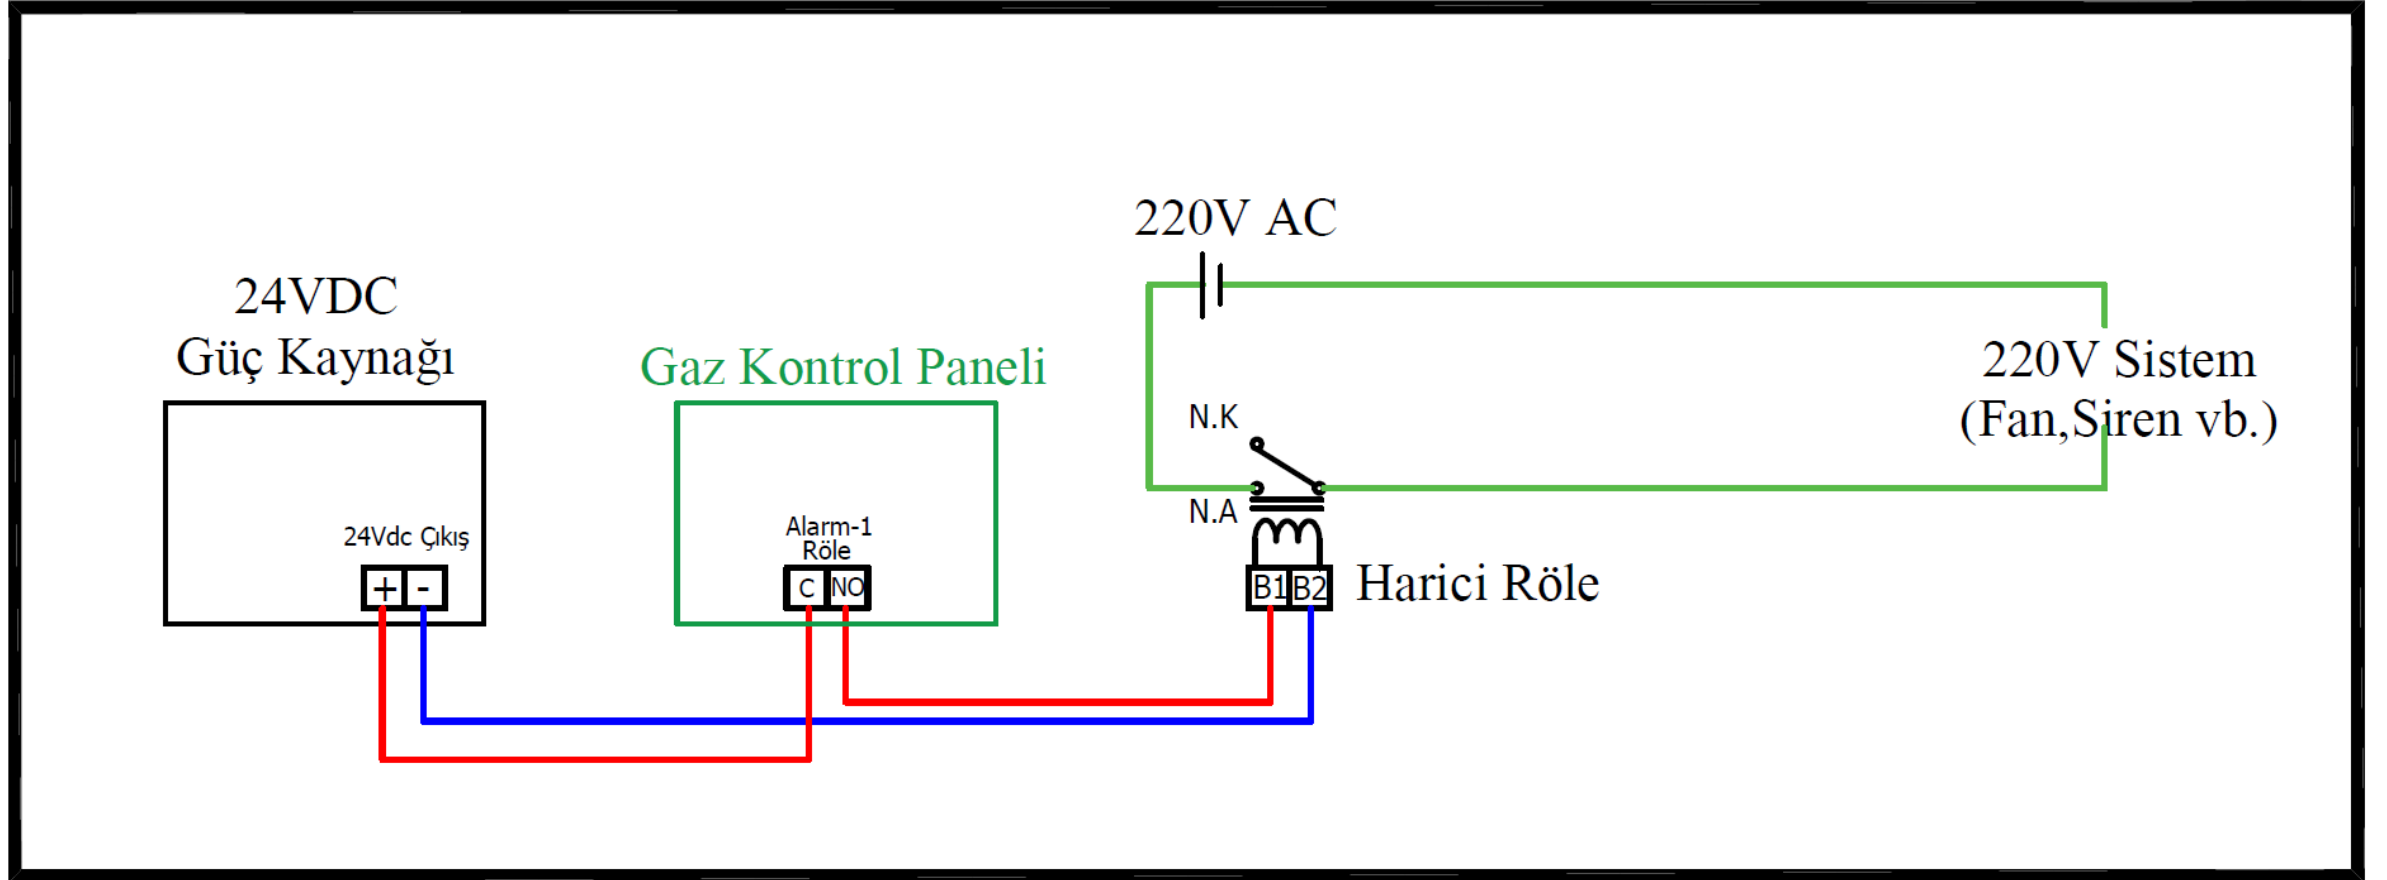 24VDC
Güç Kaynağı
24Vdc Çıkış
+ -
Gaz Kontrol Paneli
Alarm-1
Röle
C NO
220V AC
N.K
N.A
B1 B2
Harici Röle
220V Sistem
(Fan,Siren vb.)